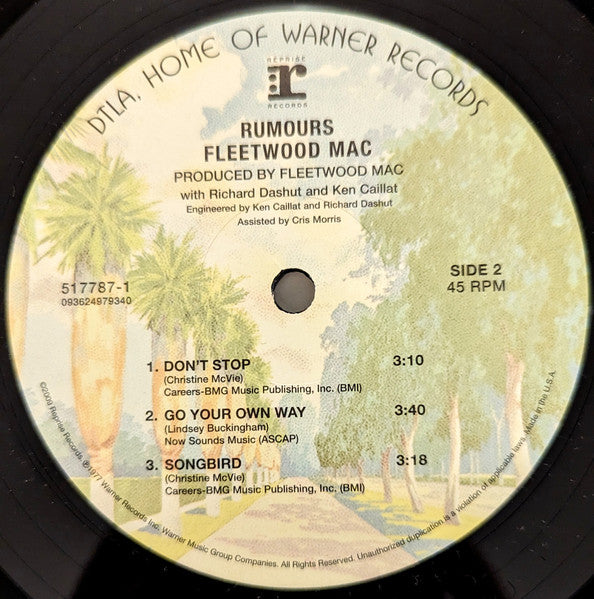 DTLA, HOME OF WARNER RECORDS
REPRISE
r
RECORDS
RUMOURS
FLEETWOOD MAC
PRODUCED BY FLEETWOOD MAC
with Richard Dashut and Ken Caillat
Engineered by Ken Caillat and Richard Dashut
Assisted by Cris Morris
517787-1
093624979340
SIDE 2
45 RPM
1. DON'T STOP 3:10
(Christine McVie)
Careers-BMG Music Publishing, Inc. (BMI)
2. GO YOUR OWN WAY 3:40
(Lindsey Buckingham)
Now Sounds Music (ASCAP)
3. SONGBIRD 3:18
(Christine McVie)
Careers-BMG Music Publishing, Inc. (BMI)
©2009 Reprise Records. ℗1977 Warner Records Inc. Warner Music Group Companies. All Rights Reserved. Unauthorized duplication is a violation of applicable laws. Made in the U.S.A.